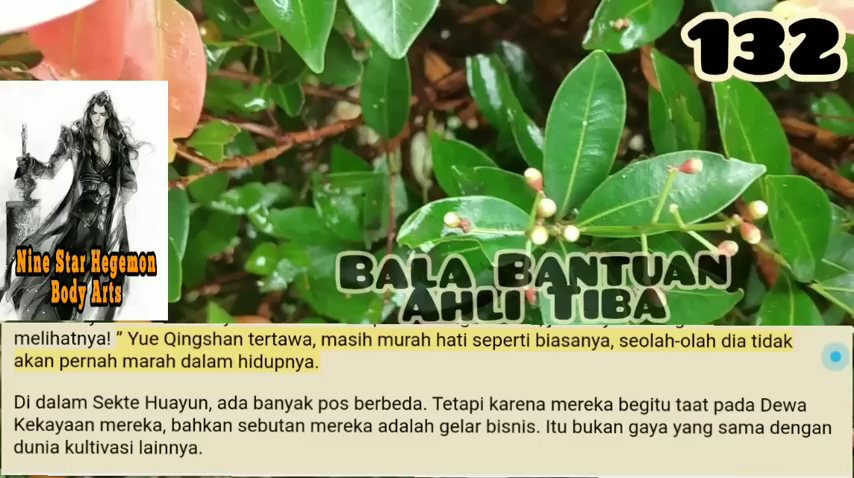 132
Nine Star Hegemon
Body Arts
Bala Bantuan
Ahli Tiba
melihatnya! ” Yue Qingshan tertawa, masih murah hati seperti biasanya, seolah-olah dia tidak
akan pernah marah dalam hidupnya.
Di dalam Sekte Huayun, ada banyak pos berbeda. Tetapi karena mereka begitu taat pada Dewa
Kekayaan mereka, bahkan sebutan mereka adalah gelar bisnis. Itu bukan gaya yang sama dengan
dunia kultivasi lainnya.